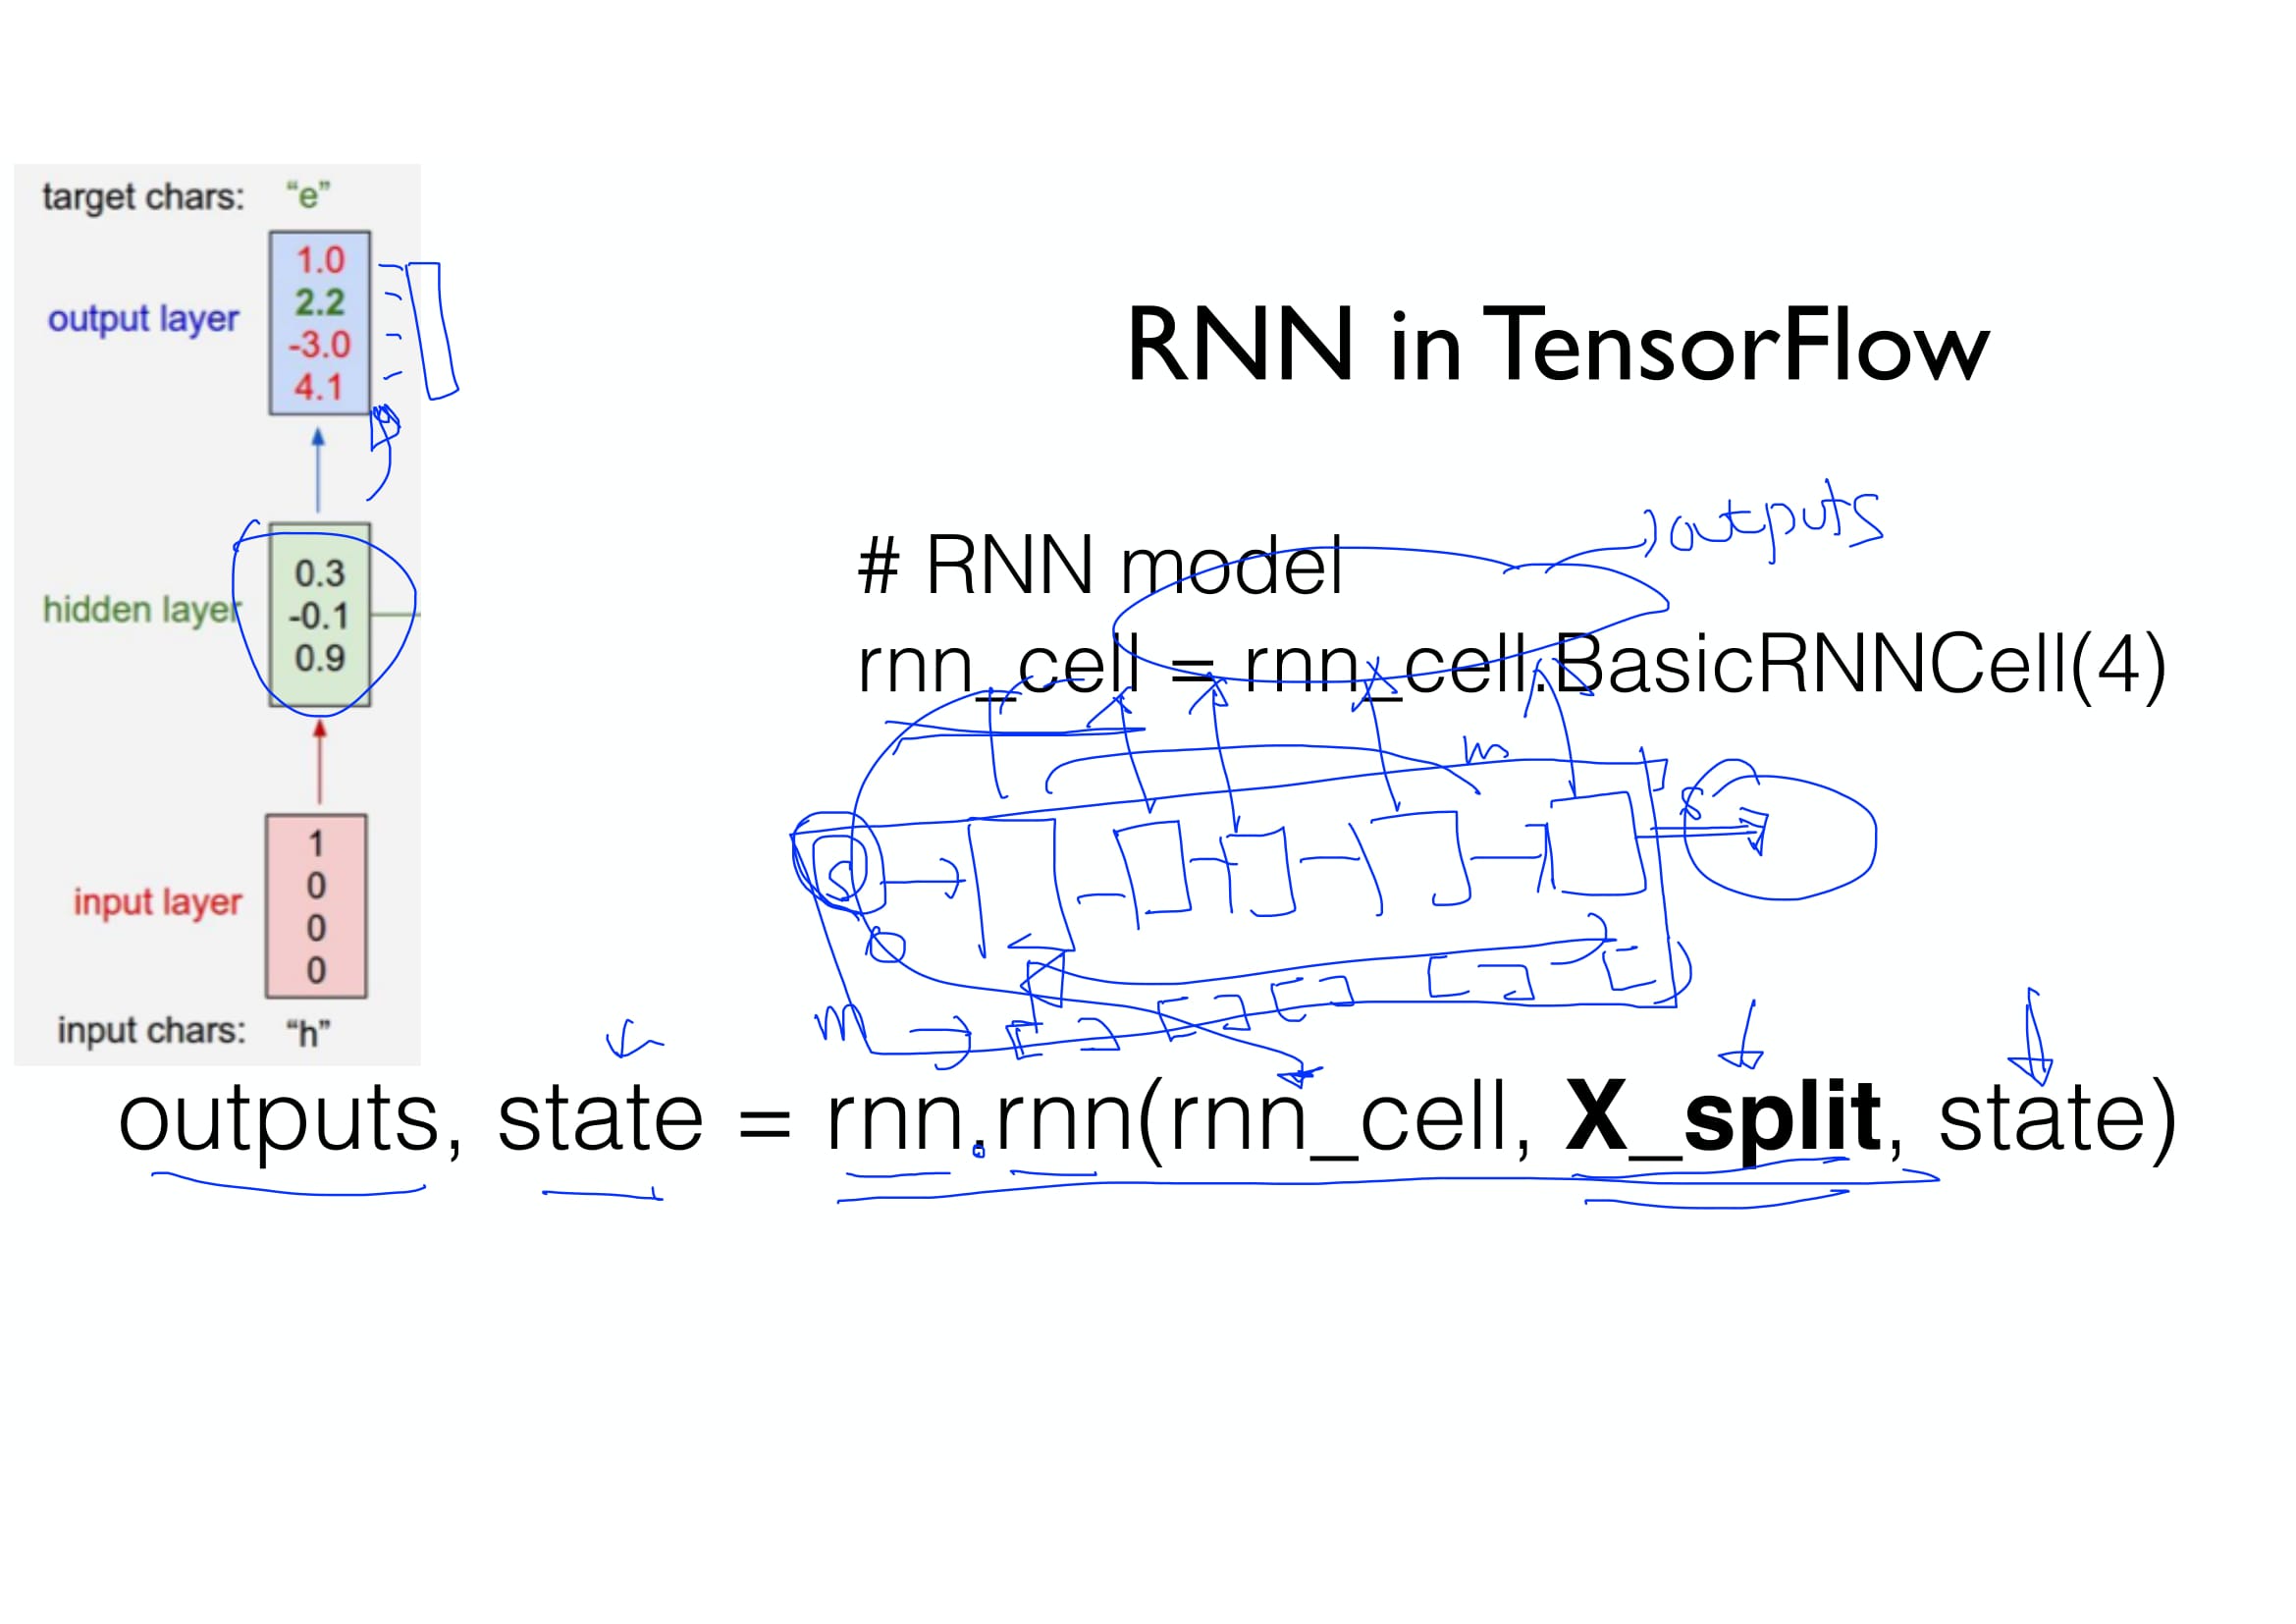 target chars: “e”
1.0
2.2
output layer
-3.0
4.1
0.3
hidden layer -0.1
0.9
1
0
input layer
0
0
input chars: “h”
RNN in TensorFlow
outputs
# RNN model
rnn_cell = rnn_cell.BasicRNNCell(4)
S
outputs, state = rnn.rnn(rnn_cell, X_split, state)